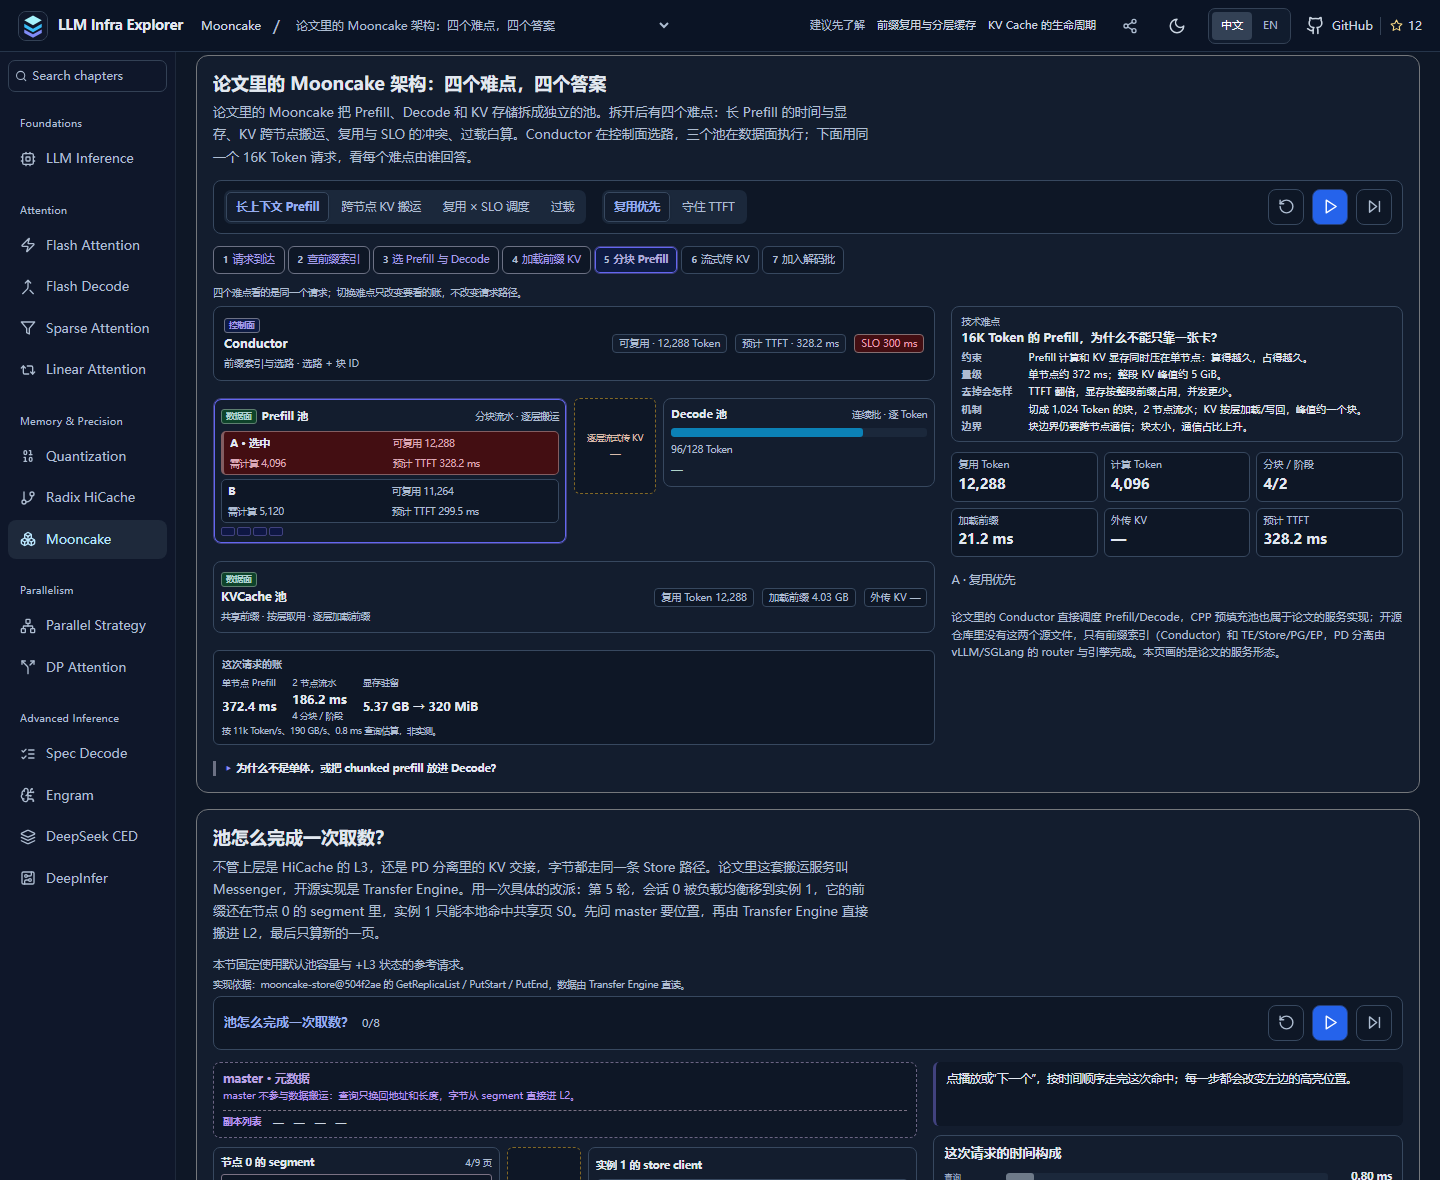 LLM Infra Explorer
Mooncake / 论文里的 Mooncake 架构：四个难点，四个答案
建议先了解 前缀复用与分层缓存 KV Cache 的生命周期
中文 EN
GitHub 12
Search chapters
Foundations
LLM Inference
Attention
Flash Attention
Flash Decode
Sparse Attention
Linear Attention
Memory & Precision
Quantization
Radix HiCache
Mooncake
Parallelism
Parallel Strategy
DP Attention
Advanced Inference
Spec Decode
Engram
DeepSeek CED
DeepInfer
论文里的 Mooncake 架构：四个难点，四个答案
论文里的 Mooncake 把 Prefill、Decode 和 KV 存储拆成独立的池。拆开后有四个难点：长 Prefill 的时间与显
存、KV 跨节点搬运、复用与 SLO 的冲突、过载白算。Conductor 在控制面选路，三个池在数据面执行；下面用同
一个 16K Token 请求，看每个难点由谁回答。
长上下文 Prefill 跨节点 KV 搬运 复用 × SLO 调度 过载 复用优先 守住 TTFT
1 请求到达 2 查前缀索引 3 选 Prefill 与 Decode 4 加载前缀 KV 5 分块 Prefill 6 流式传 KV 7 加入解码批
四个难点看的是同一个请求；切换难点只改变要看的账，不改变请求路径。
控制面
Conductor
前缀索引与选路 · 选路 + 块 ID
可复用 · 12,288 Token 预计 TTFT · 328.2 ms SLO 300 ms
数据面 Prefill 池 分块流水 · 逐层搬运
A • 选中 可复用 12,288
需计算 4,096 预计 TTFT 328.2 ms
B 可复用 11,264
需计算 5,120 预计 TTFT 299.5 ms
逐层流式传 KV
—
Decode 池 连续批 · 逐 Token
96/128 Token
—
数据面
KVCache 池
共享前缀 · 按层取用 · 逐层加载前缀
复用 Token 12,288 加载前缀 4.03 GB 外传 KV —
这次请求的账
单节点 Prefill 2 节点流水 显存驻留
372.4 ms 186.2 ms 5.37 GB → 320 MiB
4 分块 / 阶段
按 11k Token/s、190 GB/s、0.8 ms 查询估算，非实测。
为什么不是单体，或把 chunked prefill 放进 Decode？
技术难点
16K Token 的 Prefill，为什么不能只靠一张卡？
约束 Prefill 计算和 KV 显存同时压在单节点：算得越久，占得越久。
量级 单节点约 372 ms；整段 KV 峰值约 5 GiB。
去掉会怎样 TTFT 翻倍，显存按整段前缀占用，并发更少。
机制 切成 1,024 Token 的块，2 节点流水；KV 按层加载/写回，峰值约一个块。
边界 块边界仍要跨节点通信；块太小，通信占比上升。
复用 Token 计算 Token 分块 / 阶段
12,288 4,096 4/2
加载前缀 外传 KV 预计 TTFT
21.2 ms — 328.2 ms
A · 复用优先
论文里的 Conductor 直接调度 Prefill/Decode，CPP 预填充池也属于论文的服务实现；开源
仓库里没有这两个源文件，只有前缀索引（Conductor）和 TE/Store/PG/EP，PD 分离由
vLLM/SGLang 的 router 与引擎完成。本页画的是论文的服务形态。
池怎么完成一次取数？
不管上层是 HiCache 的 L3，还是 PD 分离里的 KV 交接，字节都走同一条 Store 路径。论文里这套搬运服务叫
Messenger，开源实现是 Transfer Engine。用一次具体的改派：第 5 轮，会话 0 被负载均衡移到实例 1，它的前
缀还在节点 0 的 segment 里，实例 1 只能本地命中共享页 S0。先问 master 要位置，再由 Transfer Engine 直接
搬进 L2，最后只算新的一页。
本节固定使用默认池容量与 +L3 状态的参考请求。
实现依据：mooncake-store@504f2ae 的 GetReplicaList / PutStart / PutEnd，数据由 Transfer Engine 直读。
池怎么完成一次取数？ 0/8
master • 元数据
master 不参与数据搬运：查询只换回地址和长度，字节从 segment 直接进 L2。
副本列表 — — — —
节点 0 的 segment 4/9 页
实例 1 的 store client
点播放或“下一个”，按时间顺序走完这次命中；每一步都会改变左边的高亮位置。
这次请求的时间构成
查询 0.80 ms